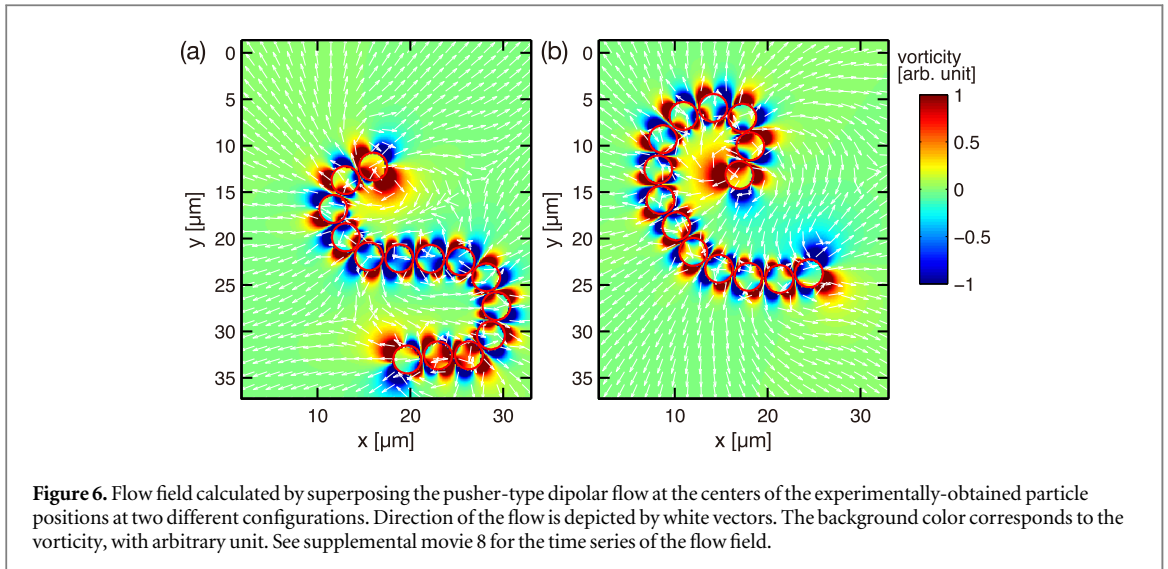 (a)
(b)
vorticity
[arb. unit]
0
5
10
15
20
25
30
35
y [µm]
10
20
30
x [µm]
0
5
10
15
20
25
30
35
y [µm]
10
20
30
x [µm]
1
0.5
0
−0.5
−1
Figure 6. Flow field calculated by superposing the pusher-type dipolar flow at the centers of the experimentally-obtained particle
positions at two different configurations. Direction of the flow is depicted by white vectors. The background color corresponds to the
vorticity, with arbitrary unit. See supplemental movie 8 for the time series of the flow field.